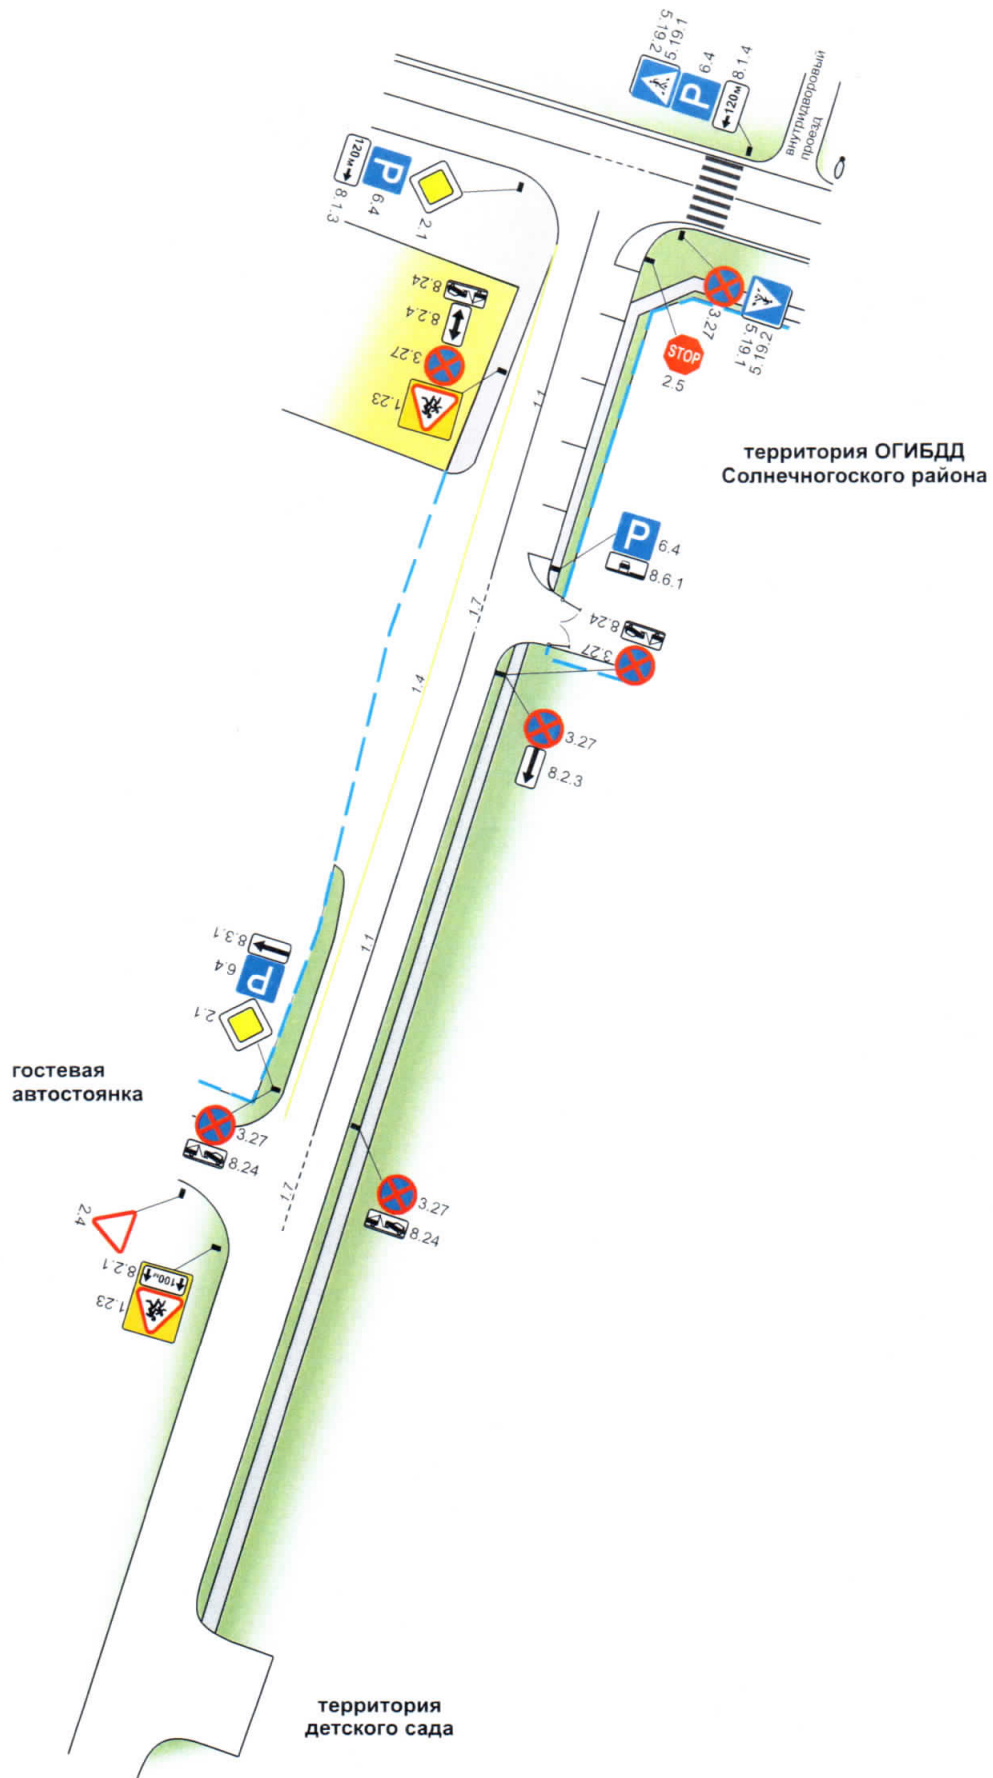 5.19.2
5.19.1
6.4
8.1.4
P
120м
внутридворовый
проезд
120м
P
8.1.3
6.4
2.1
8.24
8.2.4
3.27
1.23
3.27
5.19.1
5.19.2
STOP
2.5
1.1
территория ОГИБДД
Солнечногоского района
P
6.4
8.6.1
1.7
8.24
3.27
1.4
3.27
8.2.3
1.1
8.3.1
6.4
P
2.1
гостевая
автостоянка
3.27
8.24
1.7
3.27
8.24
2.4
8.2.1
100м
1.23
территория
детского сада